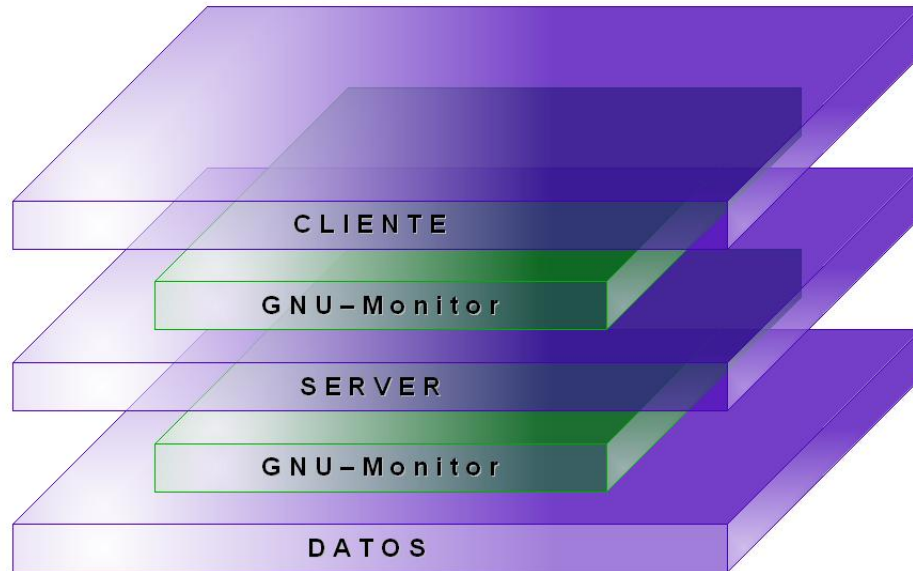 CLIENTE
GNU–Monitor
SERVER
GNU–Monitor
DATOS